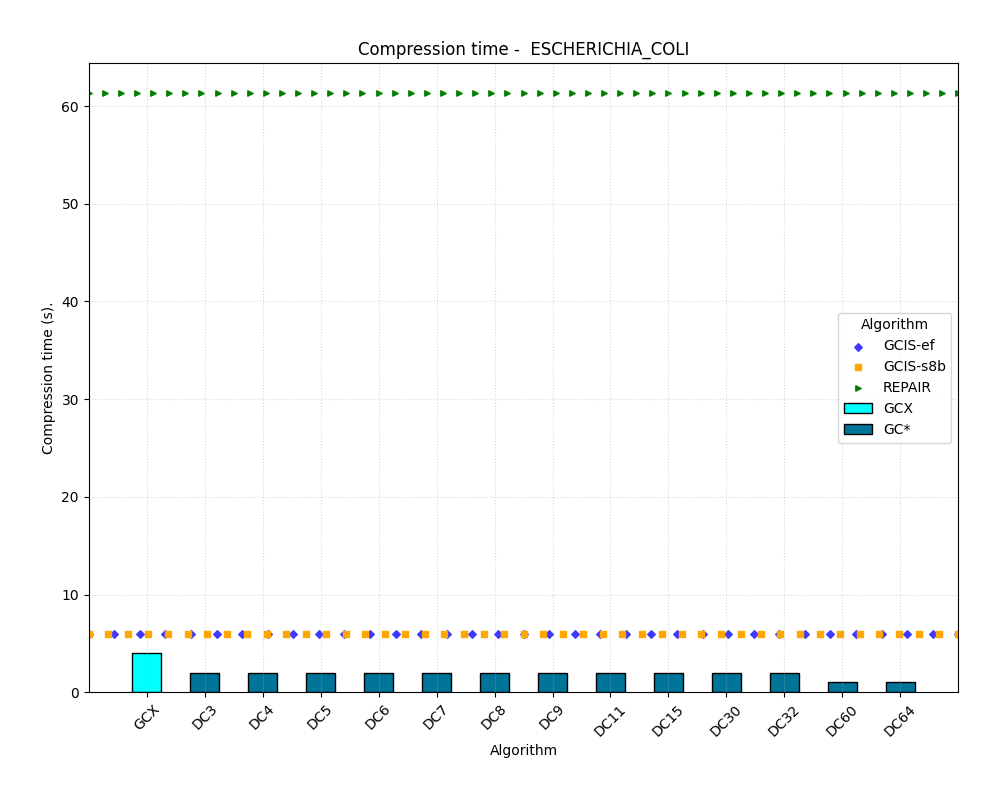 Compression time -  ESCHERICHIA_COLI
60
50
40
30
20
10
0
Compression time (s).
Algorithm
GCIS-ef
GCIS-s8b
REPAIR
GCX
GC*
GCX
DC3
DC4
DC5
DC6
DC7
DC8
DC9
DC11
DC15
DC30
DC32
DC60
DC64
Algorithm